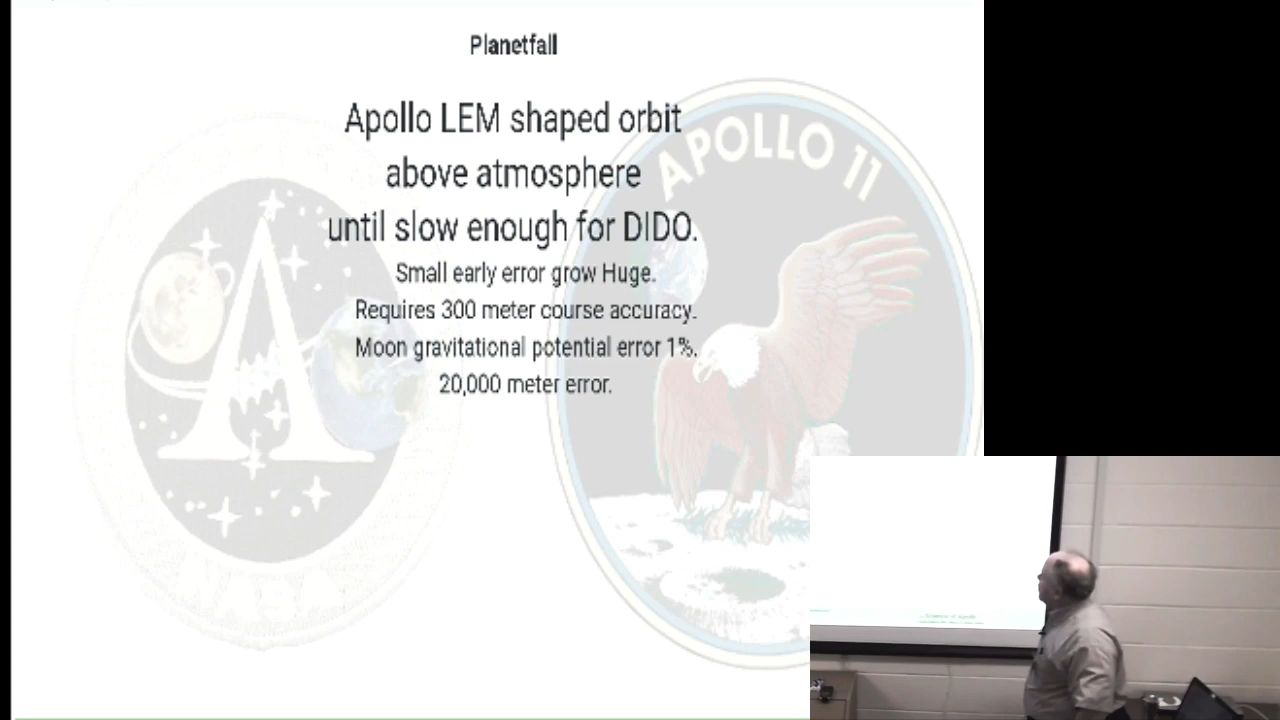 Planetfall
Apollo LEM shaped orbit
above atmosphere
until slow enough for DIDO.
Small early error grow Huge.
Requires 300 meter course accuracy.
Moon gravitational potential error 1%.
20,000 meter error.
APOLLO 11
NASA